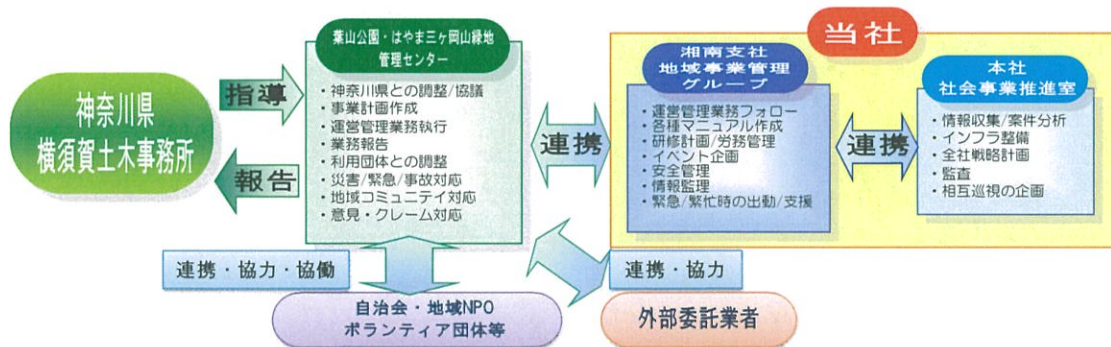 神奈川県
横須賀土木事務所
指導
報告
葉山公園・はやま三ヶ岡山緑地
管理センター
・神奈川県との調整/協議
・事業計画作成
・運営管理業務執行
・業務報告
・利用団体との調整
・災害/緊急/事故対応
・地域コミュニテイ対応
・意見・クレーム対応
連携
当社
湘南支社
地域事業管理
グループ
・運営管理業務フォロー
・各種マニュアル作成
・研修計画/労務管理
・イベント企画
・安全管理
・情報監理
・緊急/繁忙時の出動/支援
連携
本社
社会事業推進室
・情報収集/案件分析
・インフラ整備
・全社戦略計画
・監査
・相互巡視の企画
連携・協力・協働
自治会・地域NPO
ボランティア団体等
連携・協力
外部委託業者